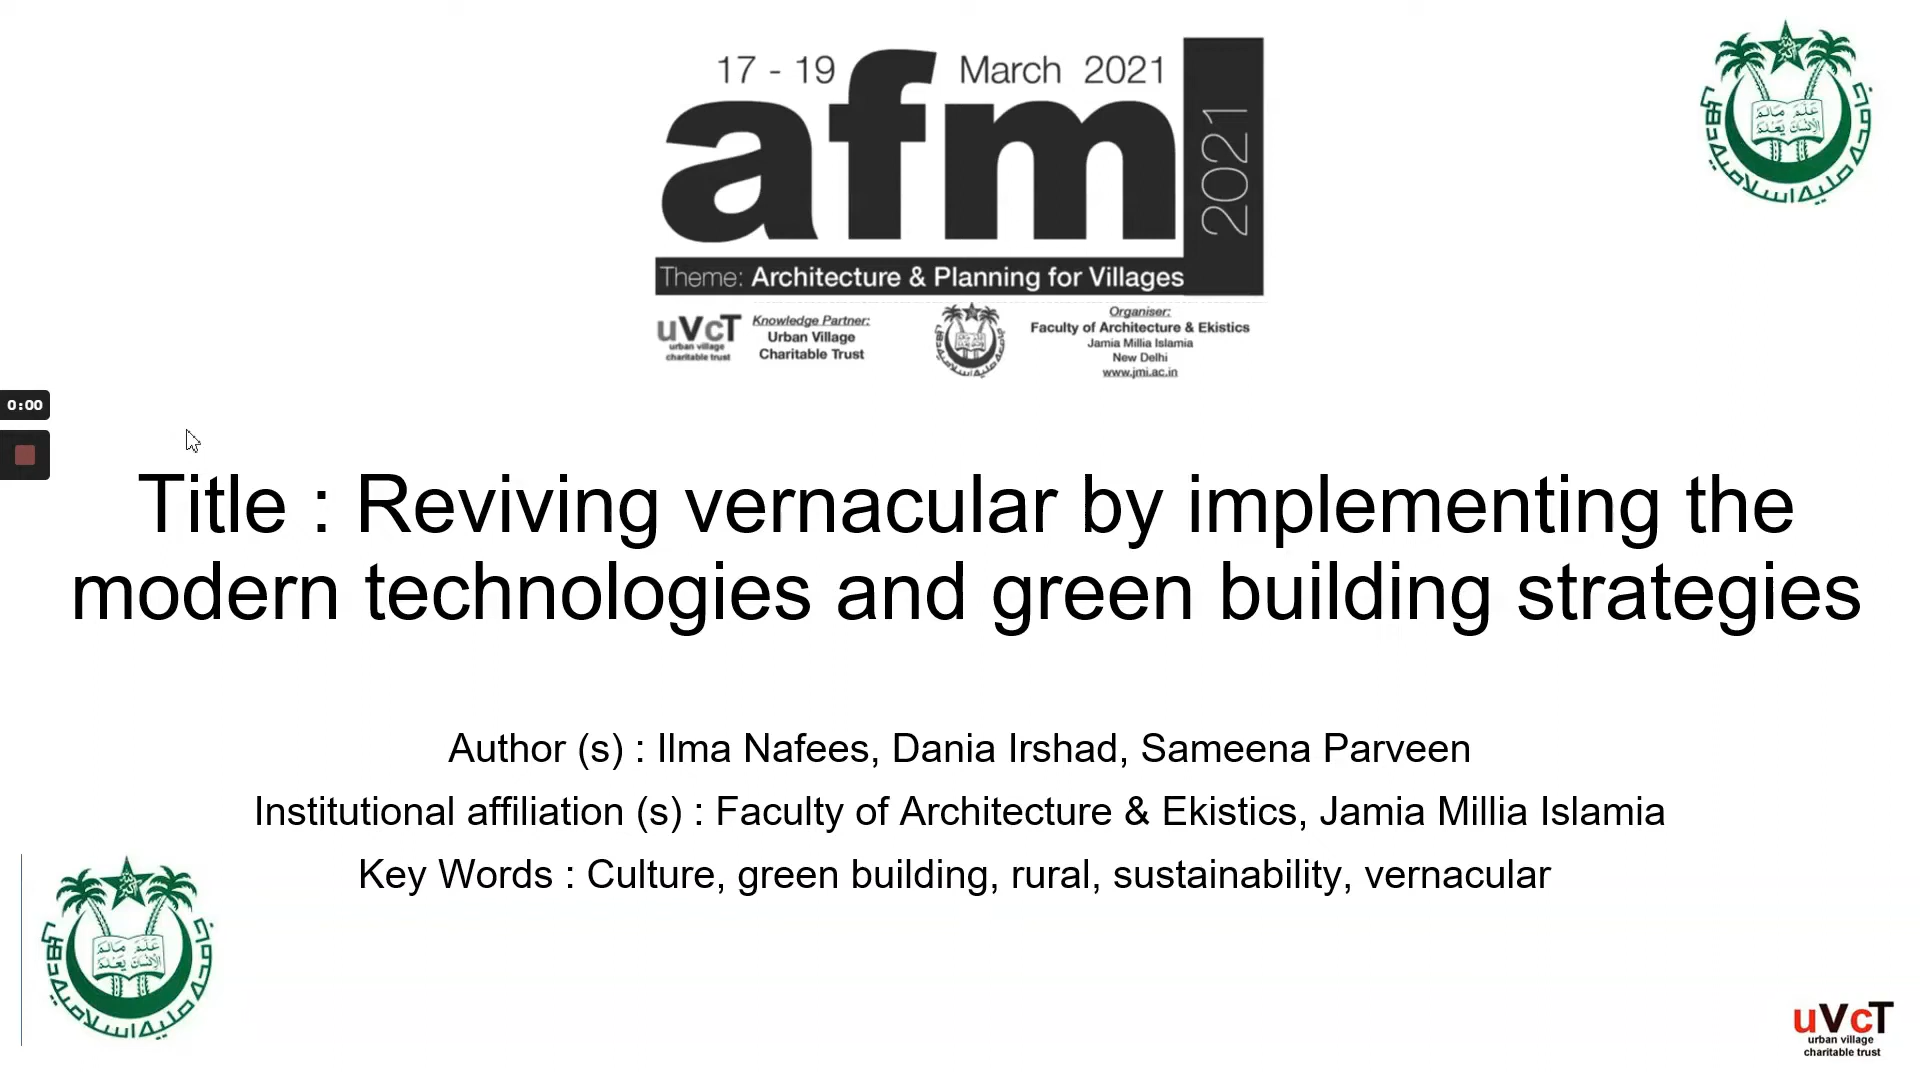 17 - 19 March 2021
afm
2021
Theme: Architecture & Planning for Villages
uVcT
urban village
charitable trust
Knowledge Partner:
Urban Village
Charitable Trust
Organiser:
Faculty of Architecture & Ekistics
Jamia Millia Islamia
New Delhi
www.jmi.ac.in
0:00
Title : Reviving vernacular by implementing the
modern technologies and green building strategies
Author (s) : Ilma Nafees, Dania Irshad, Sameena Parveen
Institutional affiliation (s) : Faculty of Architecture & Ekistics, Jamia Millia Islamia
Key Words : Culture, green building, rural, sustainability, vernacular
uVcT
urban village
charitable trust